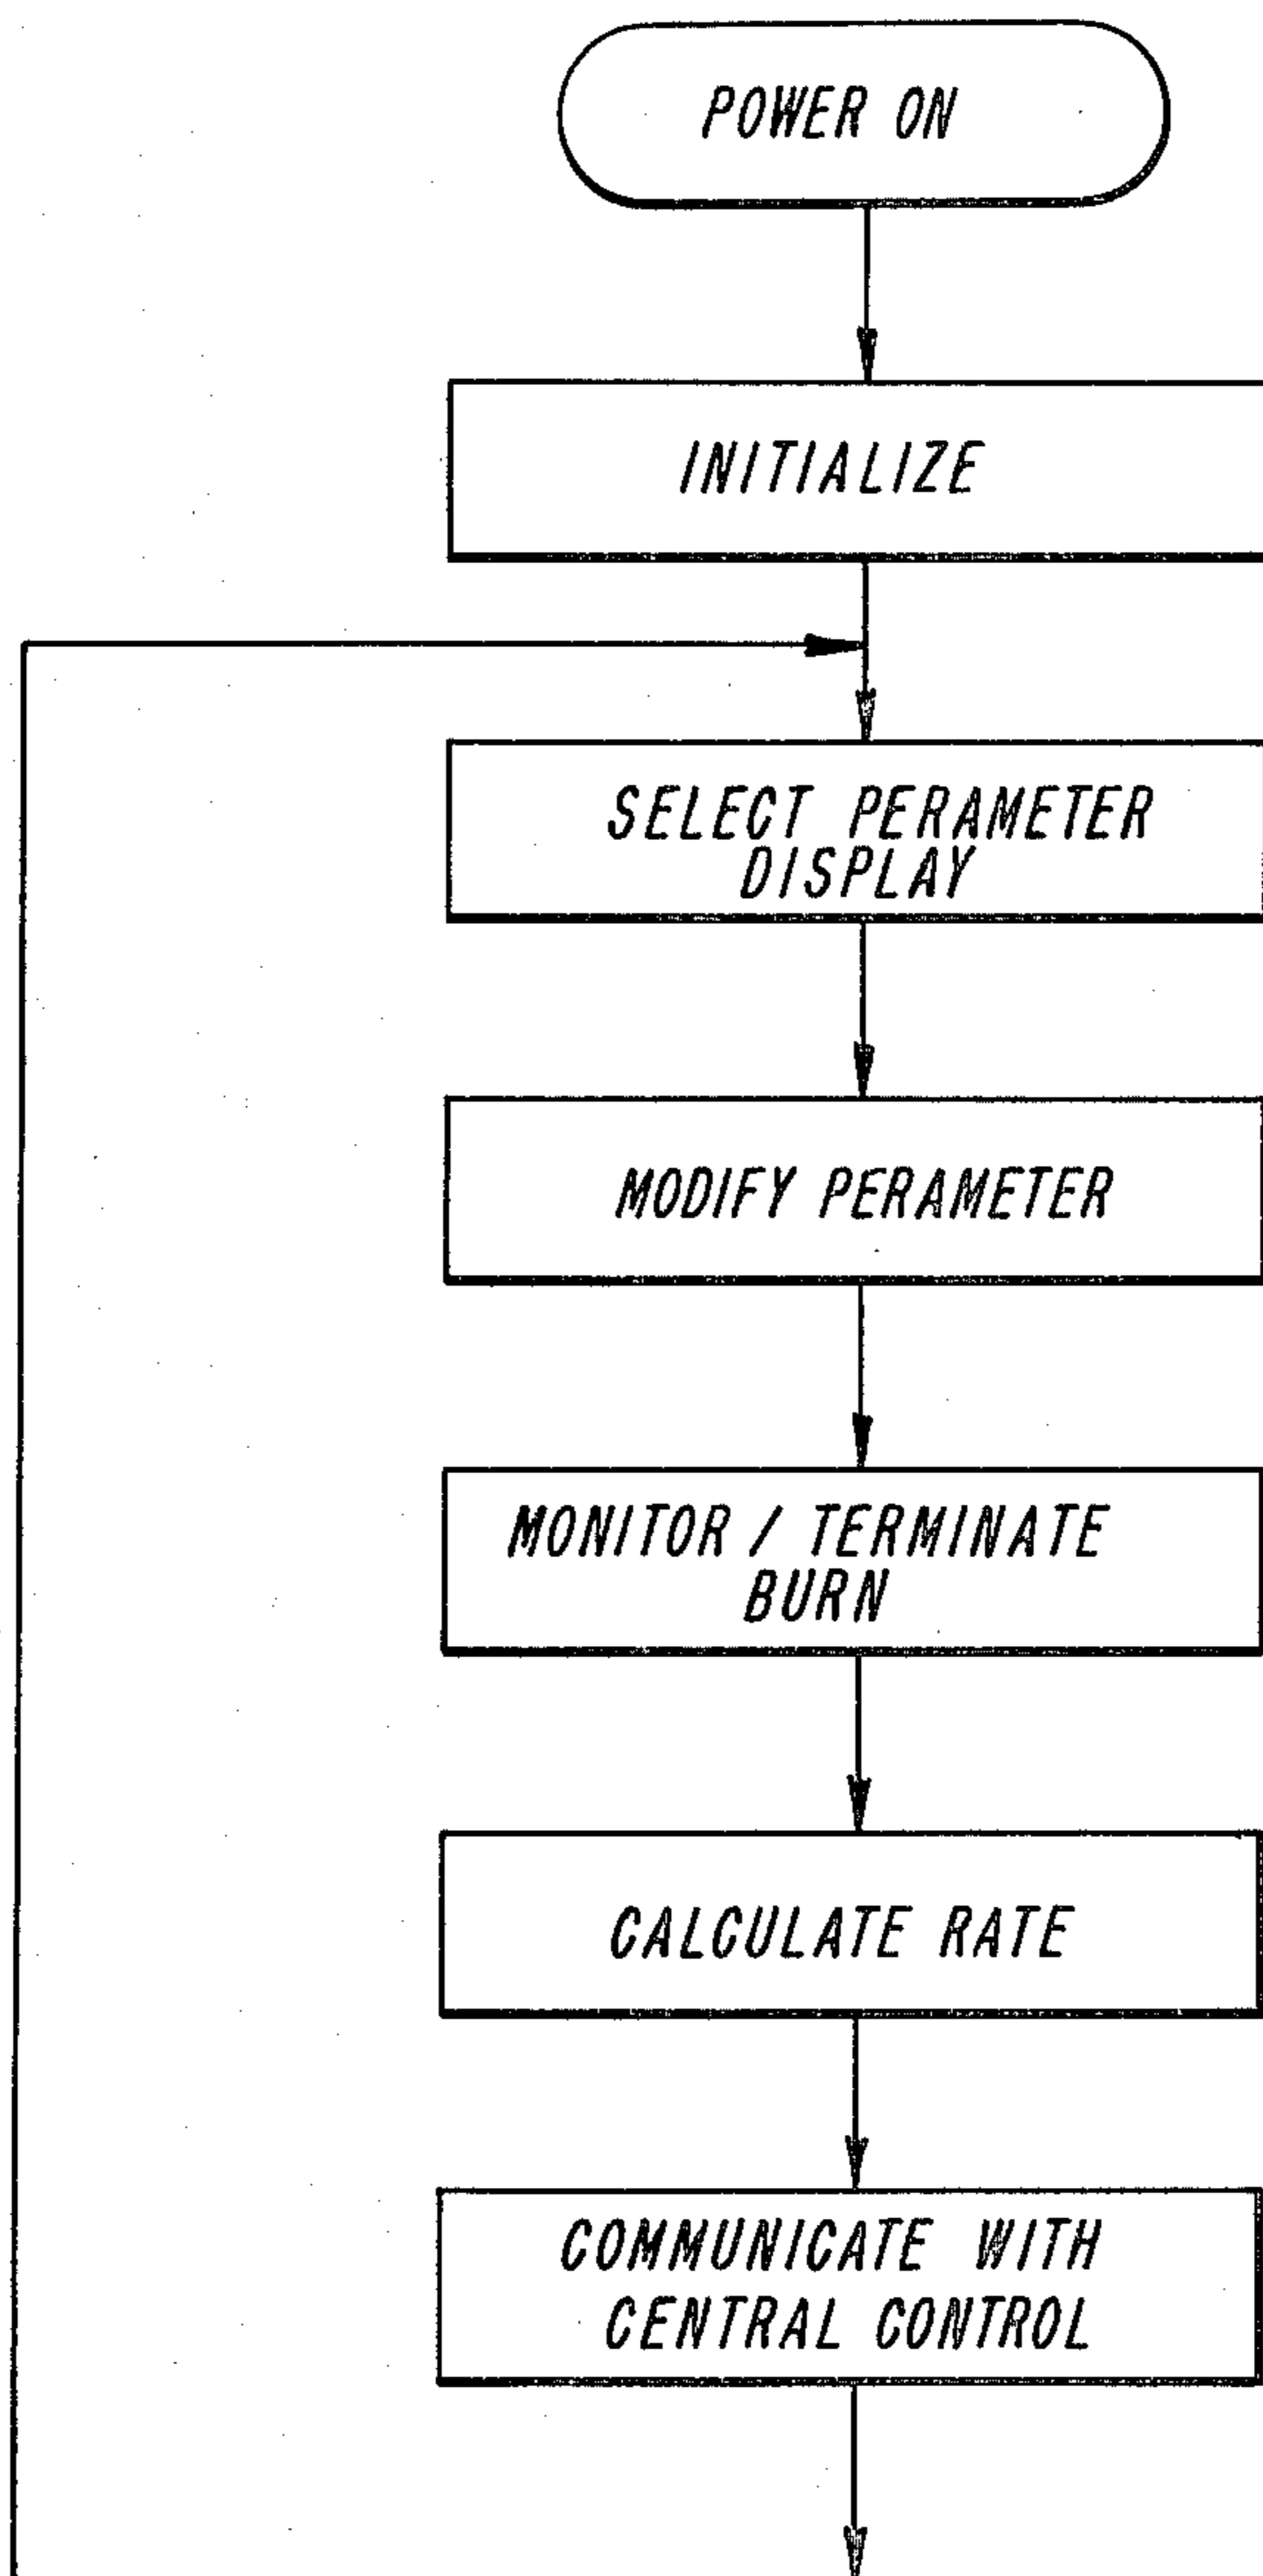 POWER ON
INITIALIZE
SELECT PERAMETER
DISPLAY
MODIFY PERAMETER
MONITOR / TERMINATE
BURN
CALCULATE RATE
COMMUNICATE WITH
CENTRAL CONTROL